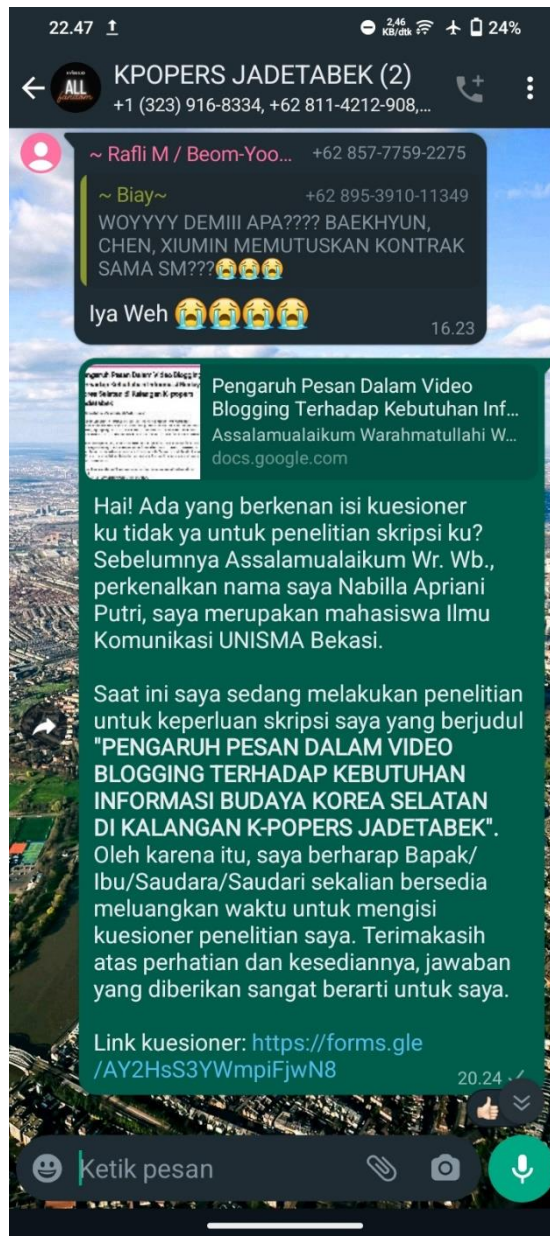 22.47
2,46
KB/dtk
24%
ALL
fandom
KPOPERS JADETABEK (2)
+1 (323) 916-8334, +62 811-4212-908,...
~ Rafli M / Beom-Yoo... +62 857-7759-2275
~ Biay~ +62 895-3910-11349
WOYYYY DEMIII APA???? BAEKHYUN,
CHEN, XIUMIN MEMUTUSKAN KONTRAK
SAMA SM???😭😭😭
Iya Weh 😭😭😭😭
16.23
Pengaruh Pesan Dalam Video
Blogging Terhadap Kebutuhan Inf...
Assalamualaikum Warahmatullahi W...
docs.google.com
Hai! Ada yang berkenan isi kuesioner
ku tidak ya untuk penelitian skripsi ku?
Sebelumnya Assalamualaikum Wr. Wb.,
perkenalkan nama saya Nabilla Apriani
Putri, saya merupakan mahasiswa Ilmu
Komunikasi UNISMA Bekasi.
Saat ini saya sedang melakukan penelitian
untuk keperluan skripsi saya yang berjudul
"PENGARUH PESAN DALAM VIDEO
BLOGGING TERHADAP KEBUTUHAN
INFORMASI BUDAYA KOREA SELATAN
DI KALANGAN K-POPERS JADETABEK".
Oleh karena itu, saya berharap Bapak/
Ibu/Saudara/Saudari sekalian bersedia
meluangkan waktu untuk mengisi
kuesioner penelitian saya. Terimakasih
atas perhatian dan kesediannya, jawaban
yang diberikan sangat berarti untuk saya.
Link kuesioner: https://forms.gle
/AY2HsS3YWmpiFjwN8
20.24
Ketik pesan